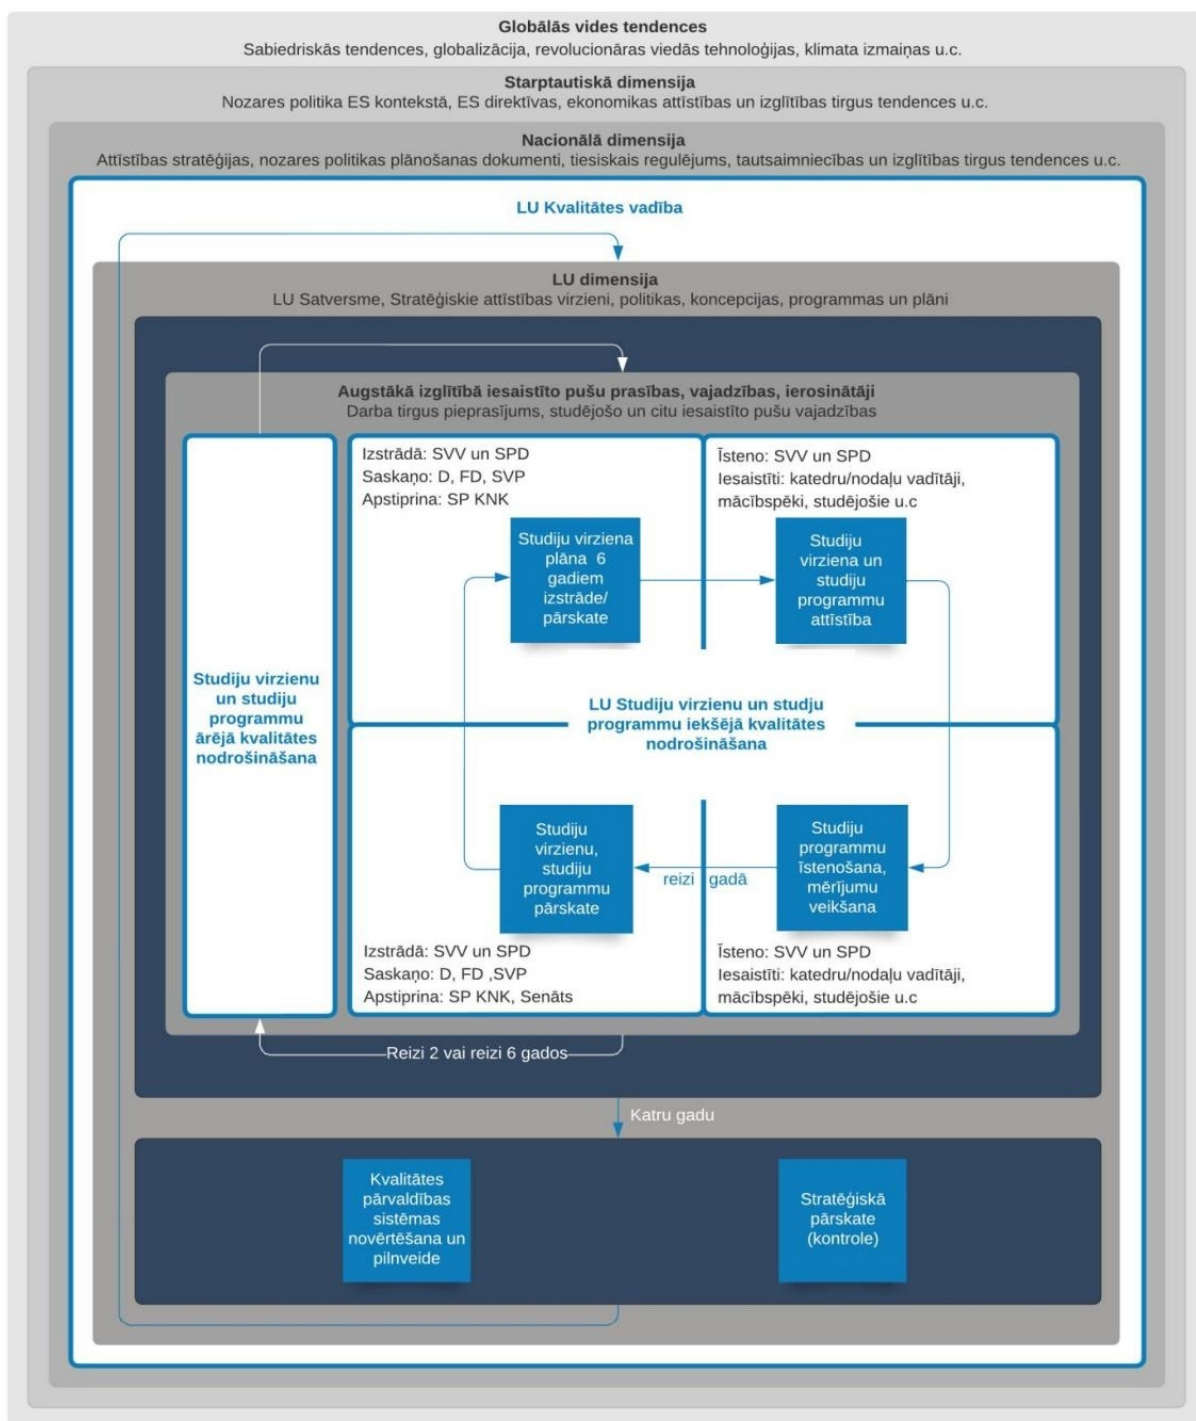 Globālās vides tendences
Sabiedriskās tendences, globalizācija, revolucionāras viedās tehnoloģijas, klimata izmaiņas u.c.
Starptautiskā dimensija
Nozares politika ES kontekstā, ES direktīvas, ekonomikas attīstības un izglītības tirgus tendences u.c.
Nacionālā dimensija
Attīstības stratēģijas, nozares politikas plānošanas dokumenti, tiesiskais regulējums, tautsaimniecības un izglītības tirgus tendences u.c.
LU Kvalitātes vadība
LU dimensija
LU Satversme, Stratēģiskie attīstības virzieni, politikas, koncepcijas, programmas un plāni
Augstākā izglītībā iesaistīto pušu prasības, vajadzības, ierosinātāji
Darba tirgus pieprasījums, studējošo un citu iesaistīto pušu vajadzības
Studiju virzienu
un studiju
programmu
ārējā kvalitātes
nodrošināšana
Izstrādā: SVV un SPD
Saskaņo: D, FD, SVP
Apstiprina: SP KNK
Studiju virziena
plāna 6
gadiem
izstrāde/
pārskate
Īsteno: SVV un SPD
Iesaistīti: katedru/nodaļu vadītāji,
mācībspēki, studējošie u.c
Studiju
virziena un
studiju
programmu
attīstība
LU Studiju virzienu un studju
programmu iekšējā kvalitātes
nodrošināšana
Studiju
virzienu,
studiju
programmu
pārskate
reizi gadā
Studiju
programmu
īstenošana,
mērījumu
veikšana
Izstrādā: SVV un SPD
Saskaņo: D, FD ,SVP
Apstiprina: SP KNK, Senāts
Īsteno: SVV un SPD
Iesaistīti: katedru/nodaļu vadītāji,
mācībspēki, studējošie u.c
Reizi 2 vai reizi 6 gados
Katru gadu
Kvalitātes
pārvaldības
sistēmas
novērtēšana un
pilnveide
Stratēģiskā
pārskate
(kontrole)